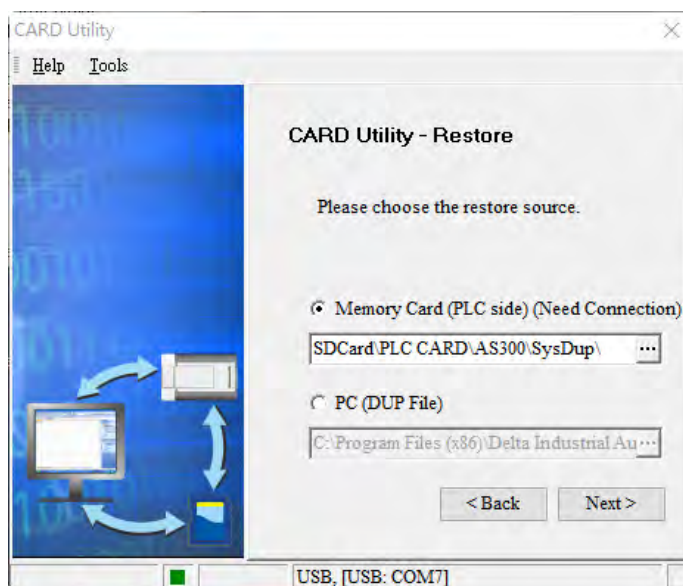 CARD Utility
Help Tools
CARD Utility - Restore
Please choose the restore source.
Memory Card (PLC side) (Need Connection)
SDCard\PLC CARD\AS300\SysDup\ ...
PC (DUP File)
C:\Program Files (x86)\Delta Industrial Au...
< Back Next >
USB, [USB: COM7]